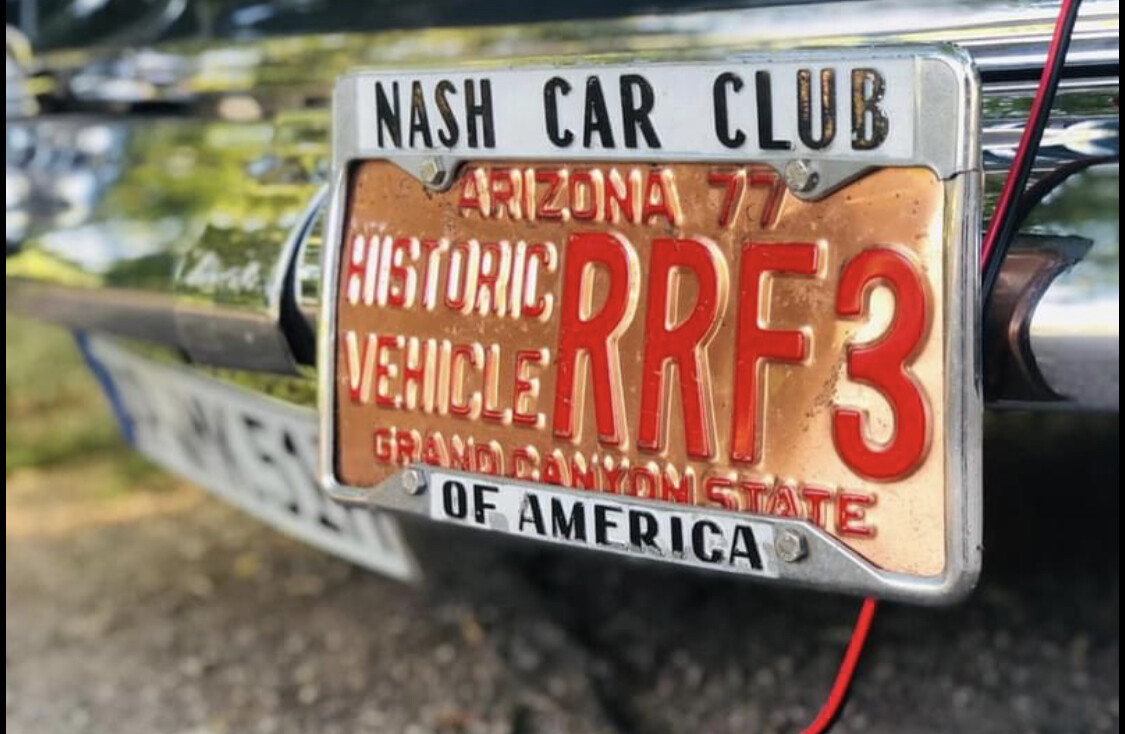 NASH CAR CLUB
ARIZONA 77
HISTORIC
VEHICLE
RRF3
GRAND CANYON STATE
OF AMERICA